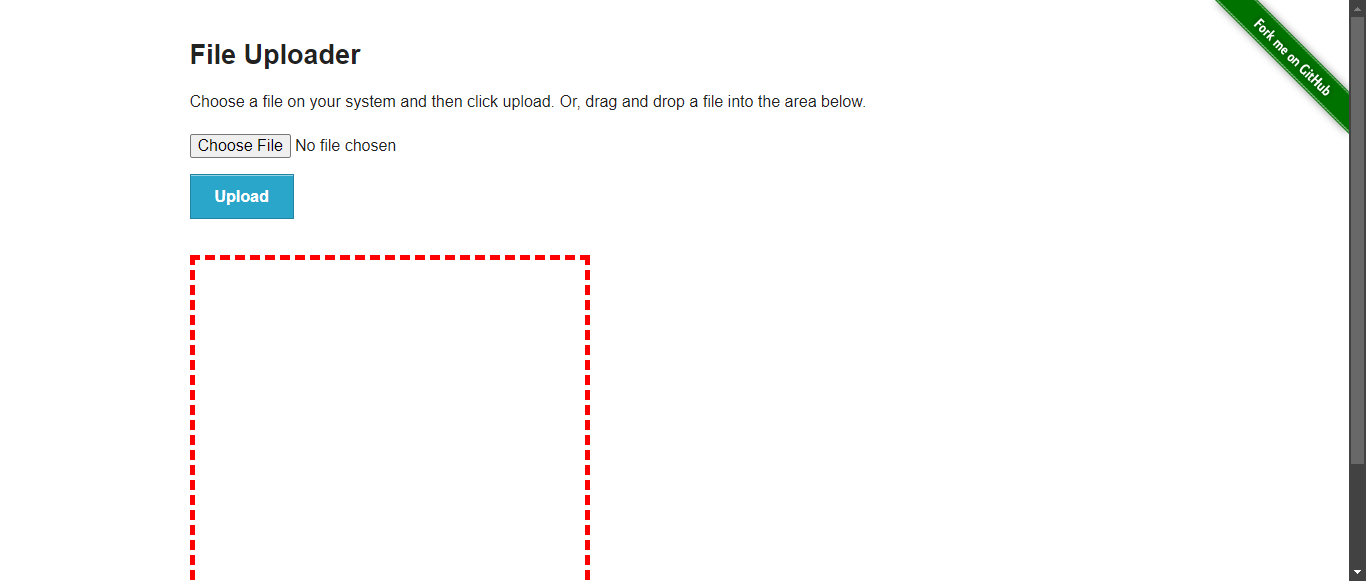 File Uploader
Choose a file on your system and then click upload. Or, drag and drop a file into the area below.
Choose File No file chosen
Upload
Fork me on GitHub